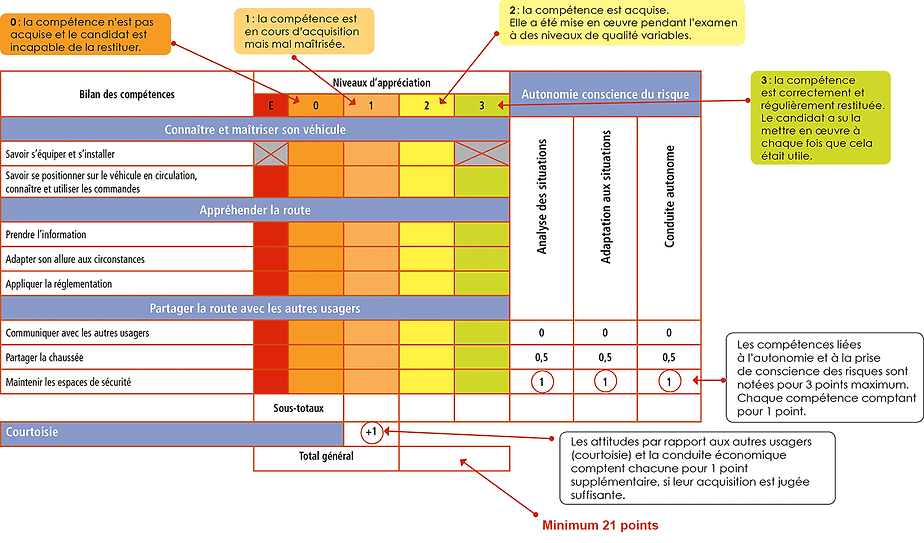 0 : la compétence n'est pas
acquise et le candidat est
incapable de la restituer.
1 : la compétence est
en cours d'acquisition
mais mal maîtrisée.
2 : la compétence est acquise.
Elle a été mise en œuvre pendant l'examen
à des niveaux de qualité variables.
Bilan des compétences
Niveaux d'appréciation
E 0 1 2 3
Autonomie conscience du risque
3 : la compétence
est correctement et
régulièrement restituée.
Le candidat a su la
mettre en œuvre à
chaque fois que cela
était utile.
Connaître et maîtriser son véhicule
Savoir s'équiper et s'installer
Savoir se positionner sur le véhicule en circulation,
connaître et utiliser les commandes
Appréhender la route
Prendre l'information
Adapter son allure aux circonstances
Appliquer la réglementation
Analyse des situations
Adaptation aux situations
Conduite autonome
Partager la route avec les autres usagers
Communiquer avec les autres usagers 0 0 0
Partager la chaussée 0,5 0,5 0,5
Maintenir les espaces de sécurité 1 1 1
Les compétences liées
à l'autonomie et à la prise
de conscience des risques sont
notées pour 3 points maximum.
Chaque compétence comptant
pour 1 point.
Sous-totaux
Courtoisie +1
Total général
Les attitudes par rapport aux autres usagers
(courtoisie) et la conduite économique
comptent chacune pour 1 point
supplémentaire, si leur acquisition est jugée
suffisante.
Minimum 21 points